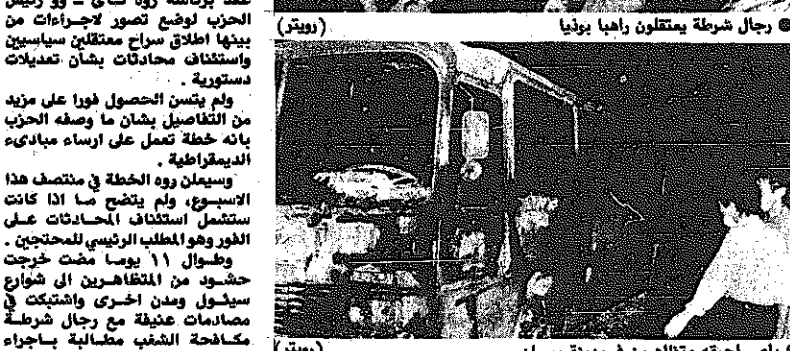 الحزب لوضع تصور لاجراءات من
بينها اطلاق سراح معتقلين سياسيين
واستئناف محادثات بشأن تعديلات
دستورية .
ولم يتسن الحصول فورا على مزيد
من التفاصيل بشان ما وصفه الحزب
بانه خطة تعمل على ارساء مبادىء
الديمقراطية .
وسيعلن روه الخطة في منتصف هذا
الاسبوع، ولم يتضح ما اذا كانت
ستشمل استئناف المحادثات على
الفور وهو المطلب الرئيسي للمحتجين .
وطوال ١١ يوما مضت خرجت
حشود من المتظاهرين الى شوارع
سيئول ومدن اخرى واشتبكت في
مصادمات عنيفة مع رجال شرطة
مكافحة الشغب مطالبة باجراء
رجال شرطة يعتقلون راهبا بوذيا (رويتر)
(رويتر)